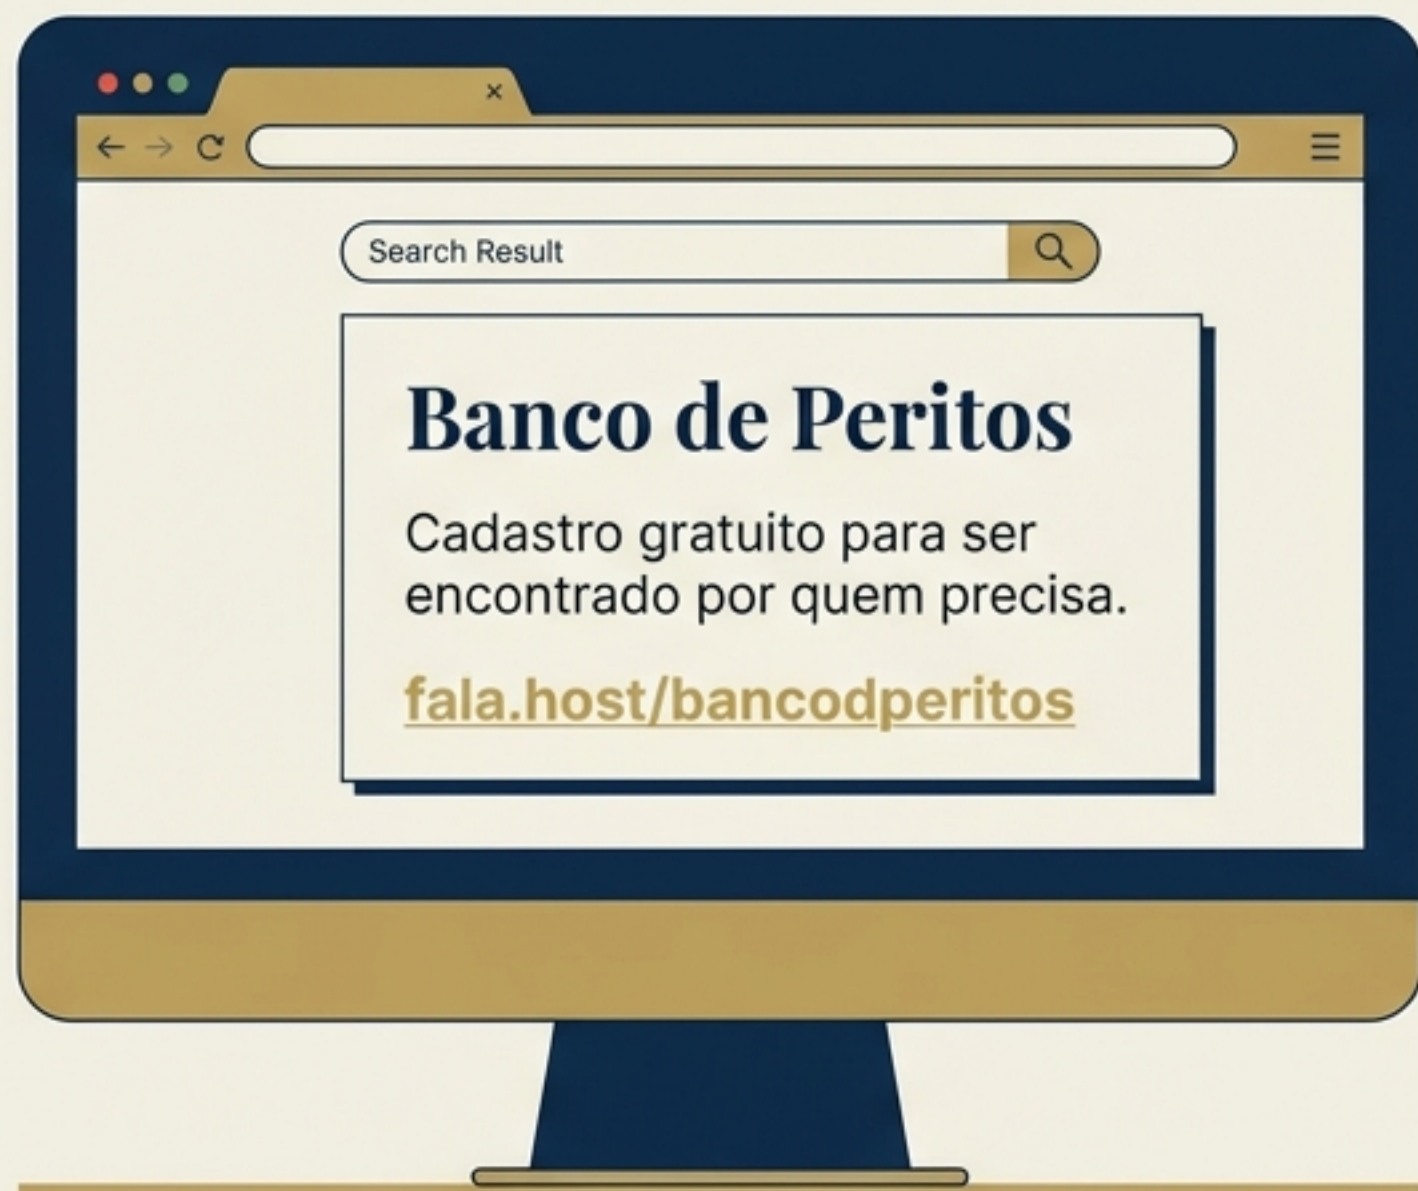 Search Result
Banco de Peritos
Cadastro gratuito para ser
encontrado por quem precisa.
fala.host/bancodperitos